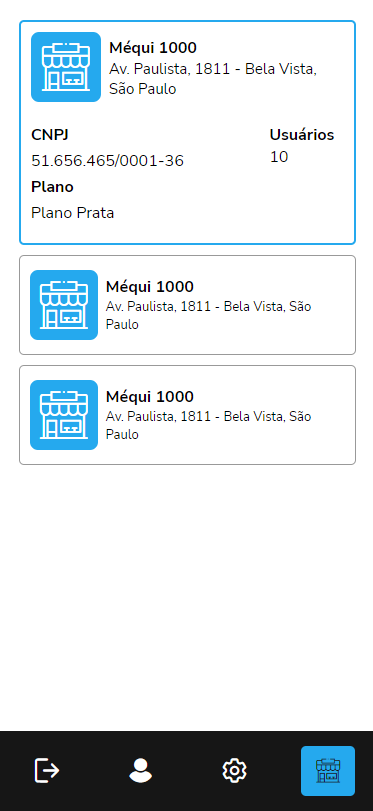 Méqui 1000
Av. Paulista, 1811 - Bela Vista,
São Paulo
CNPJ
51.656.465/0001-36
Usuários
10
Plano
Plano Prata
Méqui 1000
Av. Paulista, 1811 - Bela Vista, São
Paulo
Méqui 1000
Av. Paulista, 1811 - Bela Vista, São
Paulo